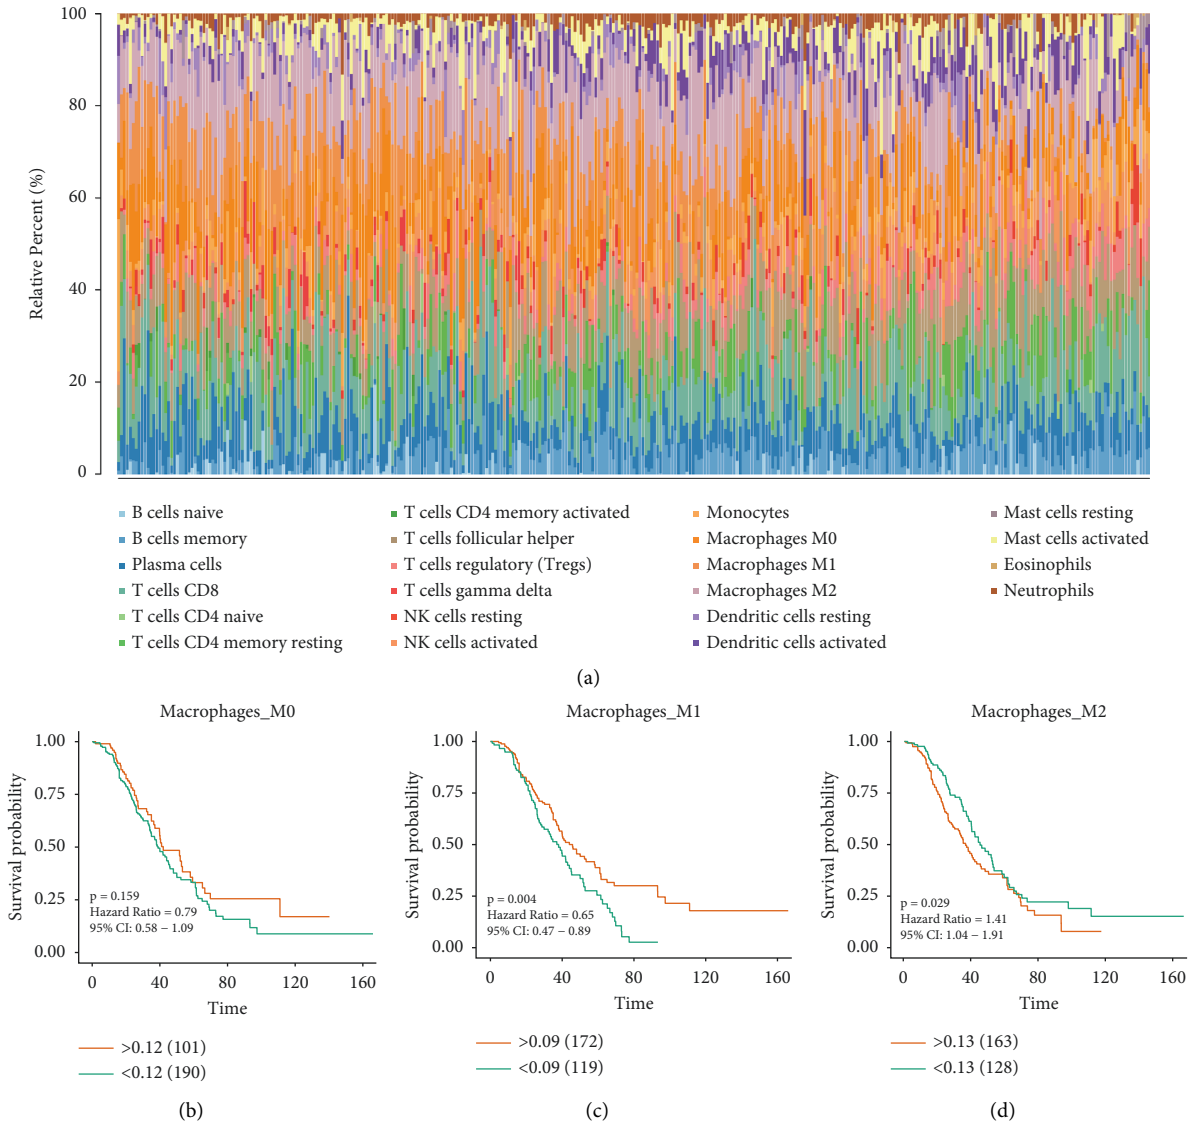 100
80
60
40
20
0
Relative Percent (%)
B cells naive
B cells memory
Plasma cells
T cells CD8
T cells CD4 naive
T cells CD4 memory resting
T cells CD4 memory activated
T cells follicular helper
T cells regulatory (Tregs)
T cells gamma delta
NK cells resting
NK cells activated
Monocytes
Macrophages M0
Macrophages M1
Macrophages M2
Dendritic cells resting
Dendritic cells activated
Mast cells resting
Mast cells activated
Eosinophils
Neutrophils
(a)
Macrophages_M0
1.00
0.75
0.50
0.25
0.00
Survival probability
p = 0.159
Hazard Ratio = 0.79
95% CI: 0.58 – 1.09
0 40 80 120 160
Time
>0.12 (101)
<0.12 (190)
(b)
Macrophages_M1
1.00
0.75
0.50
0.25
0.00
Survival probability
p = 0.004
Hazard Ratio = 0.65
95% CI: 0.47 – 0.89
0 40 80 120 160
Time
>0.09 (172)
<0.09 (119)
(c)
Macrophages_M2
1.00
0.75
0.50
0.25
0.00
Survival probability
p = 0.029
Hazard Ratio = 1.41
95% CI: 1.04 – 1.91
0 40 80 120 160
Time
>0.13 (163)
<0.13 (128)
(d)